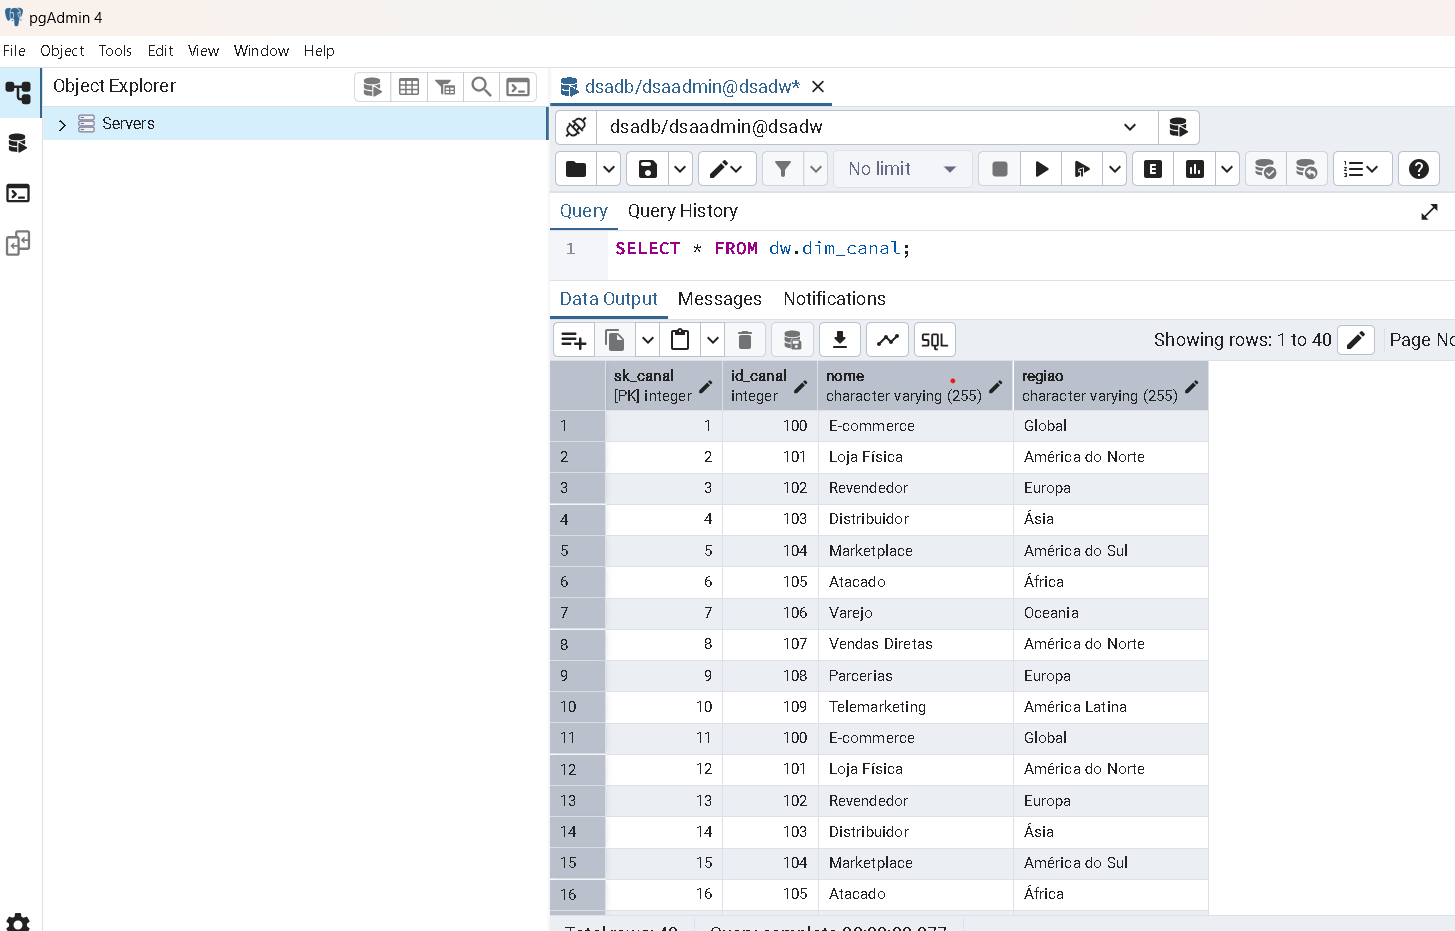 pgAdmin 4
File Object Tools Edit View Window Help
Object Explorer
Servers
dsadb/dsaadmin@dsadw*
dsadb/dsaadmin@dsadw
No limit
E
Query Query History
1 SELECT * FROM dw.dim_canal;
Data Output Messages Notifications
SQL Showing rows: 1 to 40 Page No
sk_canal id_canal nome regiao
[PK] integer integer character varying (255) character varying (255)
1 1 100 E-commerce Global
2 2 101 Loja Física América do Norte
3 3 102 Revendedor Europa
4 4 103 Distribuidor Ásia
5 5 104 Marketplace América do Sul
6 6 105 Atacado África
7 7 106 Varejo Oceania
8 8 107 Vendas Diretas América do Norte
9 9 108 Parcerias Europa
10 10 109 Telemarketing América Latina
11 11 100 E-commerce Global
12 12 101 Loja Física América do Norte
13 13 102 Revendedor Europa
14 14 103 Distribuidor Ásia
15 15 104 Marketplace América do Sul
16 16 105 Atacado África
Total rows: 40 Query complete